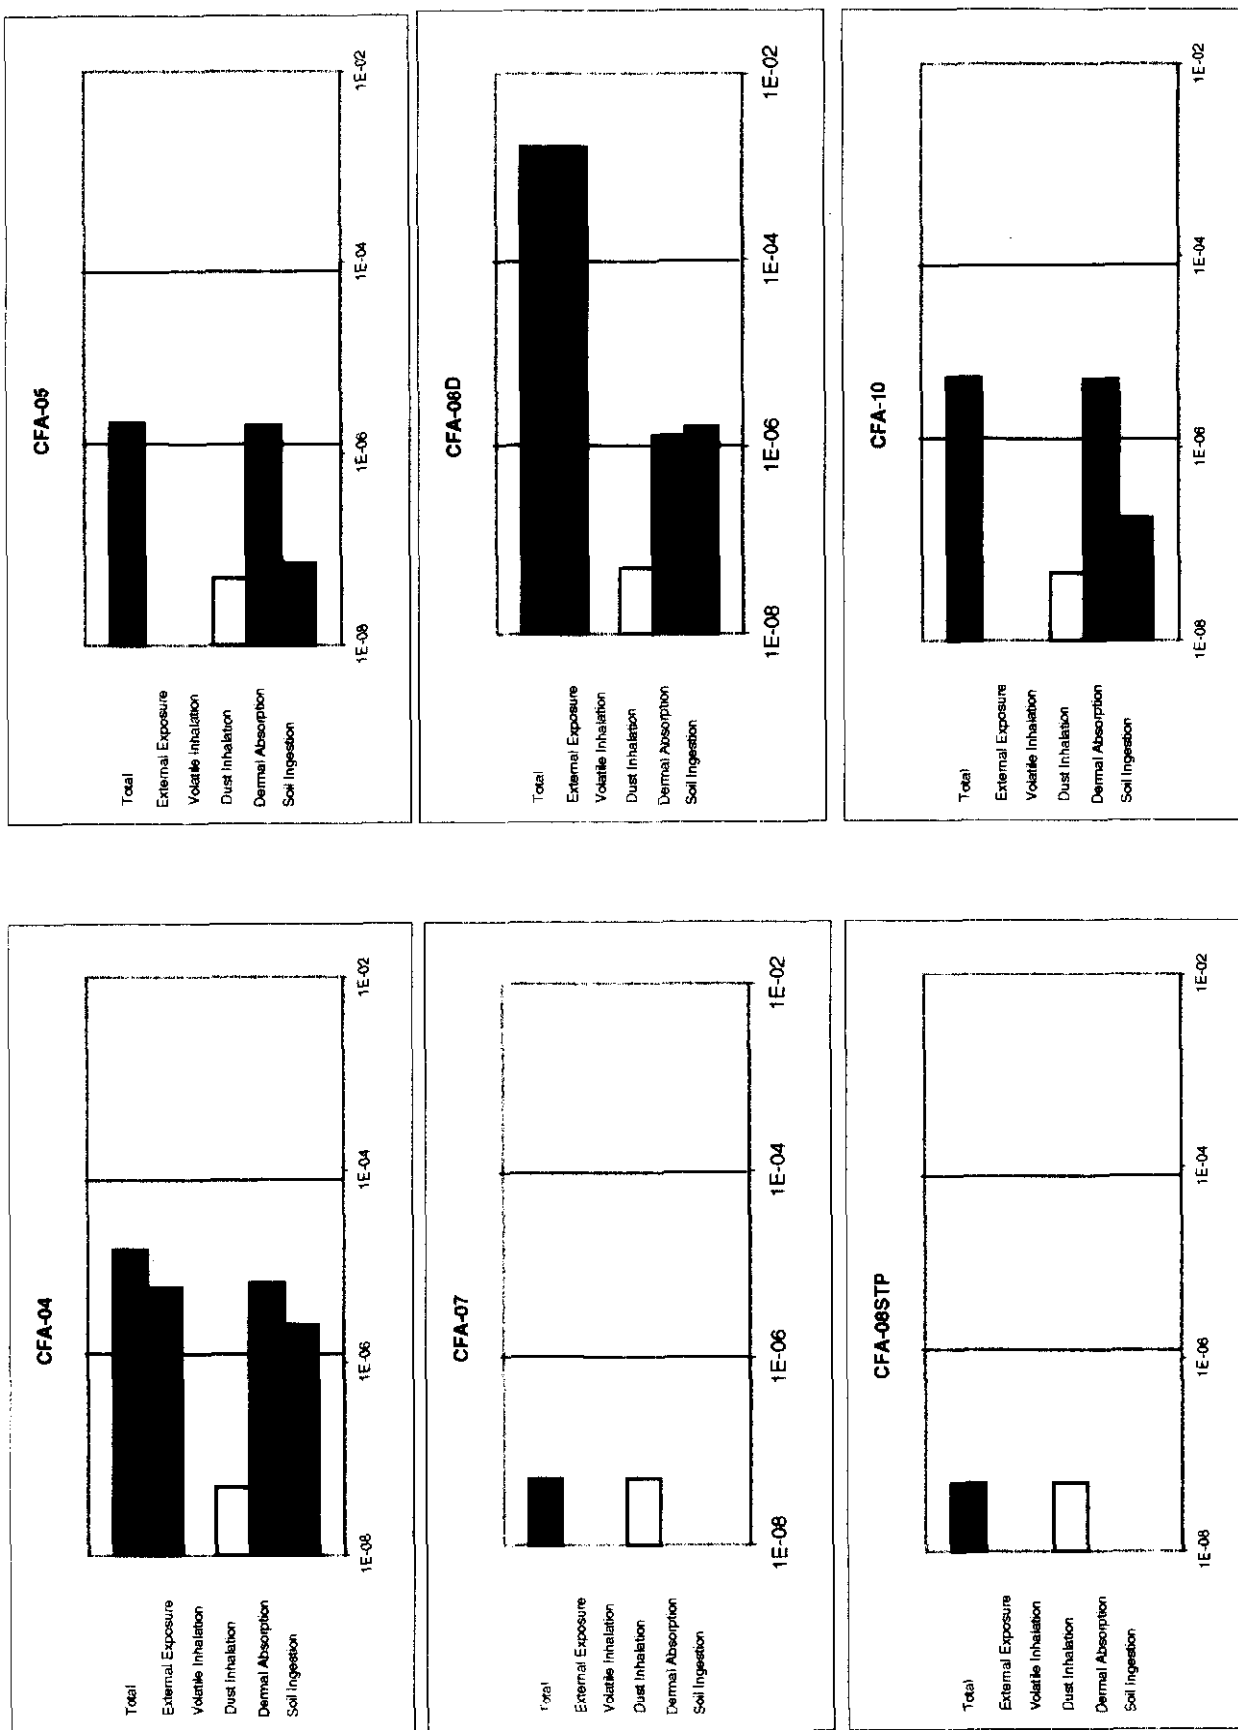 CFA-04
Total
External Exposure
Volatile Inhalation
Dust Inhalation
Dermal Absorption
Soil Ingestion
1E-08
1E-06
1E-04
1E-02
CFA-05
Total
External Exposure
Volatile Inhalation
Dust Inhalation
Dermal Absorption
Soil Ingestion
1E-08
1E-06
1E-04
1E-02
CFA-07
Total
External Exposure
Volatile Inhalation
Dust Inhalation
Dermal Absorption
Soil Ingestion
1E-08
1E-06
1E-04
1E-02
CFA-08D
Total
External Exposure
Volatile Inhalation
Dust Inhalation
Dermal Absorption
Soil Ingestion
1E-08
1E-06
1E-04
1E-02
CFA-08STP
Total
External Exposure
Volatile Inhalation
Dust Inhalation
Dermal Absorption
Soil Ingestion
1E-08
1E-06
1E-04
1E-02
CFA-10
Total
External Exposure
Volatile Inhalation
Dust Inhalation
Dermal Absorption
Soil Ingestion
1E-08
1E-06
1E-04
1E-02